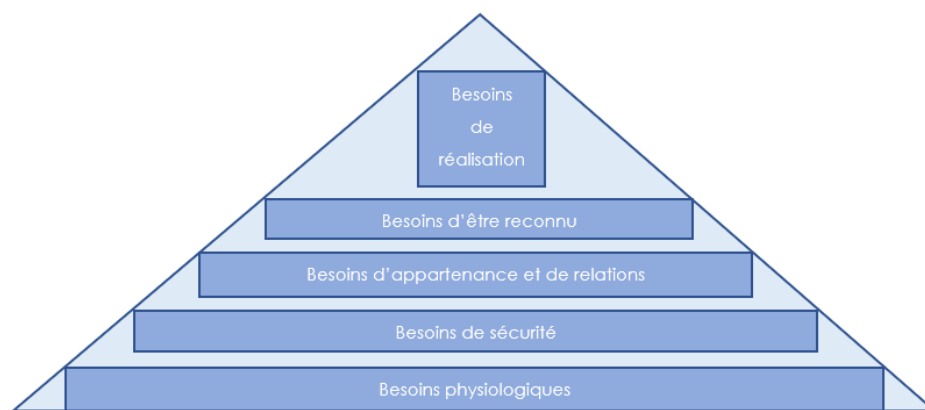 Besoins
de
réalisation
Besoins d’être reconnu
Besoins d’appartenance et de relations
Besoins de sécurité
Besoins physiologiques